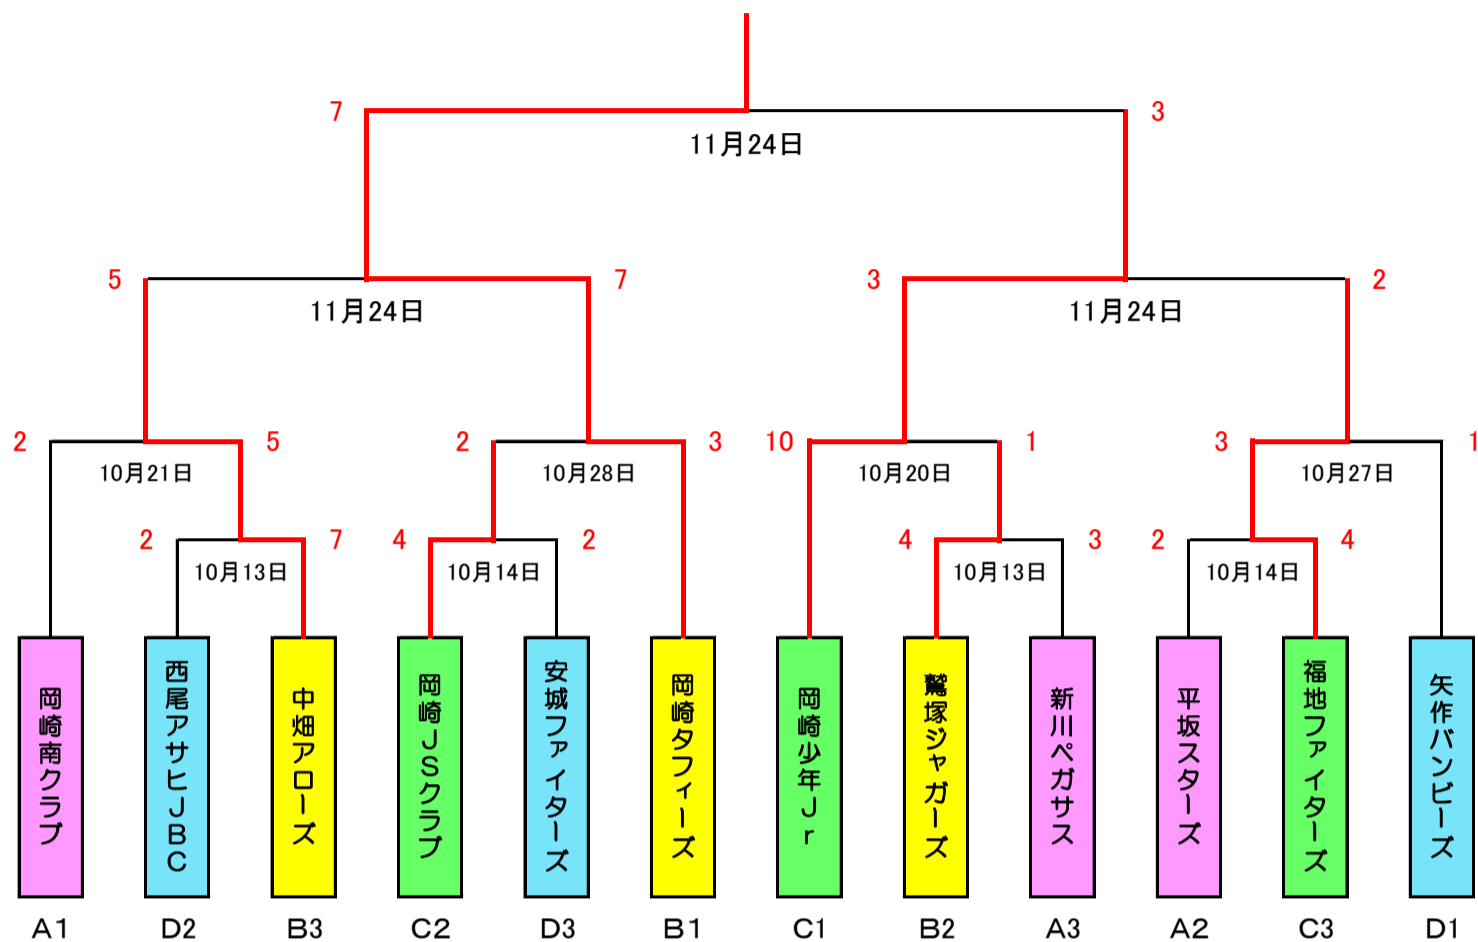 7
3
11月24日
5
7
3
2
11月24日
11月24日
2
5
2
3
10
1
3
1
10月21日
10月28日
10月20日
10月27日
2
7
4
2
4
3
2
4
10月13日
10月14日
10月13日
10月14日
岡崎南クラブ
西尾アサヒJBC
中畑アローズ
岡崎JSクラブ
安城ファイターズ
岡崎タフィーズ
岡崎少年Jr
鷲塚ジャガーズ
新川ペガサス
平坂スターズ
福地ファイターズ
矢作バンビーズ
A1
D2
B3
C2
D3
B1
C1
B2
A3
A2
C3
D1